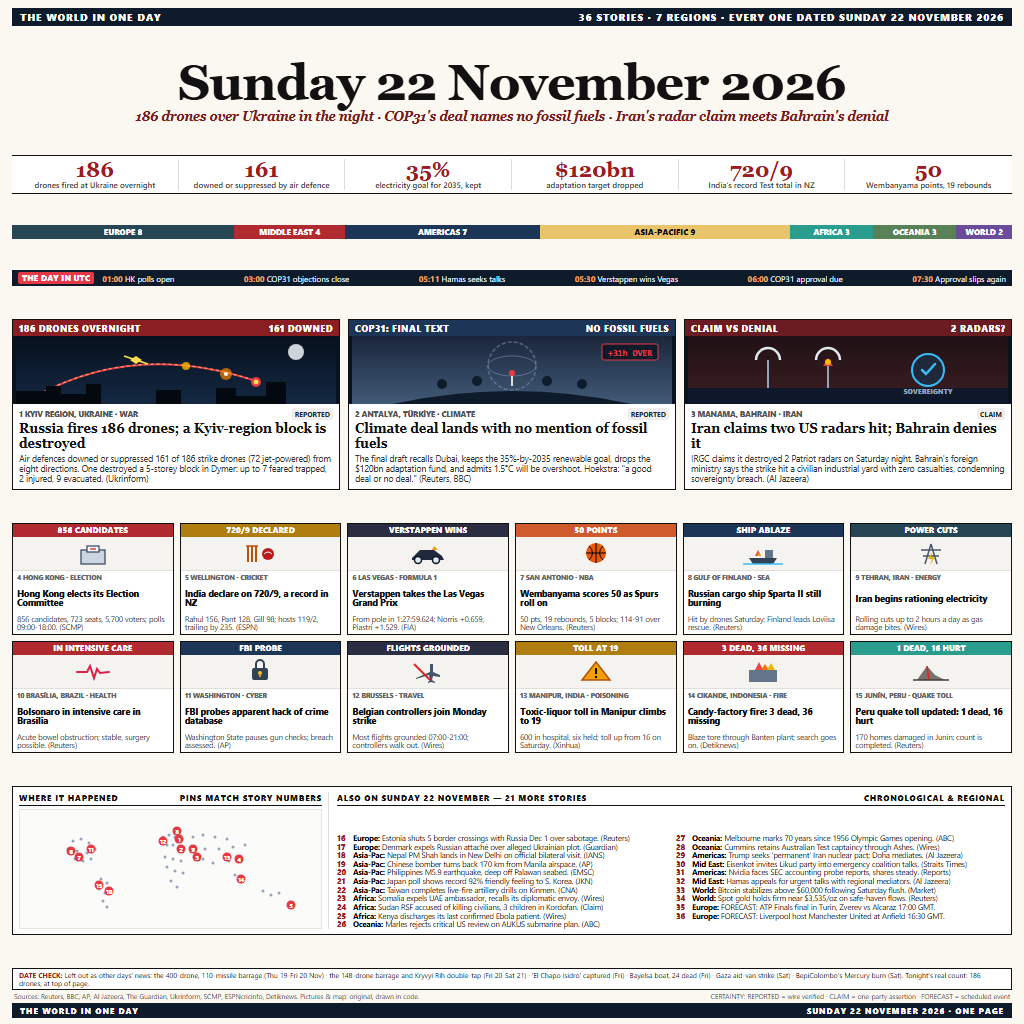 THE WORLD IN ONE DAY
36 STORIES · 7 REGIONS · EVERY ONE DATED SUNDAY 22 NOVEMBER 2026
Sunday 22 November 2026
186 drones over Ukraine in the night · COP31's deal names no fossil fuels · Iran's radar claim meets Bahrain's denial
186
drones fired at Ukraine overnight
161
downed or suppressed by air defence
35%
electricity goal for 2035, kept
$120bn
adaptation target dropped
720/9
India's record Test total in NZ
50
Wembanyama points, 19 rebounds
EUROPE 8
MIDDLE EAST 4
AMERICAS 7
ASIA-PACIFIC 9
AFRICA 3
OCEANIA 3
WORLD 2
THE DAY IN UTC
01:00 HK polls open
03:00 COP31 objections close
05:11 Hamas seeks talks
05:30 Verstappen wins Vegas
06:00 COP31 approval due
07:30 Approval slips again
186 DRONES OVERNIGHT
161 DOWNED
1 KYIV REGION, UKRAINE · WAR
REPORTED
Russia fires 186 drones; a Kyiv-region block is
destroyed
Air defences downed or suppressed 161 of 186 strike drones (72 jet-powered) from
eight directions. One destroyed a 5-storey block in Dymer: up to 7 feared trapped,
2 injured, 9 evacuated. (Ukrinform)
COP31: FINAL TEXT
NO FOSSIL FUELS
+31h OVER
2 ANTALYA, TÜRKİYE · CLIMATE
REPORTED
Climate deal lands with no mention of fossil
fuels
The final draft recalls Dubai, keeps the 35%-by-2035 renewable goal, drops the
$120bn adaptation fund, and admits 1.5°C will be overshoot. Hoekstra: "a good
deal or no deal." (Reuters, BBC)
CLAIM VS DENIAL
2 RADARS?
SOVEREIGNTY
3 MANAMA, BAHRAIN · IRAN
CLAIM
Iran claims two US radars hit; Bahrain denies
it
IRGC claims it destroyed 2 Patriot radars on Saturday night. Bahrain's foreign
ministry says the strike hit a civilian industrial yard with zero casualties, condemning
sovereignty breach. (Al Jazeera)
856 CANDIDATES
4 HONG KONG · ELECTION
Hong Kong elects its Election
Committee
856 candidates, 723 seats, 5,700 voters; polls
09:00-18:00. (SCMP)
720/9 DECLARED
5 WELLINGTON · CRICKET
India declare on 720/9, a record in
NZ
Rahul 156, Pant 128, Gill 98; hosts 119/2,
trailing by 235. (ESPN)
VERSTAPPEN WINS
6 LAS VEGAS · FORMULA 1
Verstappen takes the Las Vegas
Grand Prix
From pole in 1:27:59.624; Norris +0.659,
Piastri +1.529. (FIA)
50 POINTS
7 SAN ANTONIO · NBA
Wembanyama scores 50 as Spurs
roll on
50 pts, 19 rebounds, 5 blocks; 114-91 over
New Orleans. (Reuters)
SHIP ABLAZE
8 GULF OF FINLAND · SEA
Russian cargo ship Sparta II still
burning
Hit by drones Saturday; Finland leads Loviisa
rescue. (Reuters)
POWER CUTS
9 TEHRAN, IRAN · ENERGY
Iran begins rationing electricity
Rolling cuts up to 2 hours a day as gas
damage bites. (Wires)
IN INTENSIVE CARE
10 BRASÍLIA, BRAZIL · HEALTH
Bolsonaro in intensive care in
Brasília
Acute bowel obstruction; stable, surgery
possible. (Reuters)
FBI PROBE
11 WASHINGTON · CYBER
FBI probes apparent hack of crime
database
Washington State pauses gun checks; breach
assessed. (AP)
FLIGHTS GROUNDED
12 BRUSSELS · TRAVEL
Belgian controllers join Monday
strike
Most flights grounded 07:00-21:00;
controllers walk out. (Wires)
TOLL AT 19
13 MANIPUR, INDIA · POISONING
Toxic-liquor toll in Manipur climbs
to 19
600 in hospital, six held; toll up from 16 on
Saturday. (Xinhua)
3 DEAD, 36 MISSING
14 CIKANDE, INDONESIA · FIRE
Candy-factory fire: 3 dead, 36
missing
Blaze tore through Banten plant; search goes
on. (Detiknews)
1 DEAD, 16 HURT
15 JUNÍN, PERU · QUAKE TOLL
Peru quake toll updated: 1 dead, 16
hurt
170 homes damaged in Junín; count is
completed. (Reuters)
WHERE IT HAPPENED
PINS MATCH STORY NUMBERS
ALSO ON SUNDAY 22 NOVEMBER — 21 MORE STORIES
CHRONOLOGICAL & REGIONAL
16 Europe: Estonia shuts 5 border crossings with Russia Dec 1 over sabotage. (Reuters)
17 Europe: Denmark expels Russian attaché over alleged Ukrainian plot. (Guardian)
18 Asia-Pac: Nepal PM Shah lands in New Delhi on official bilateral visit. (IANS)
19 Asia-Pac: Chinese bomber turns back 170 km from Manila airspace. (AP)
20 Asia-Pac: Philippines M5.9 earthquake, deep off Palawan seabed. (EMSC)
21 Asia-Pac: Japan poll shows record 92% friendly feeling to S. Korea. (JKN)
22 Asia-Pac: Taiwan completes live-fire artillery drills on Kinmen. (CNA)
23 Africa: Somalia expels UAE ambassador, recalls its diplomatic envoy. (Wires)
24 Africa: Sudan RSF accused of killing civilians, 3 children in Kordofan. (Claim)
25 Africa: Kenya discharges its last confirmed Ebola patient. (Wires)
26 Oceania: Marles rejects critical US review on AUKUS submarine plan. (ABC)
27 Oceania: Melbourne marks 70 years since 1956 Olympic Games opening. (ABC)
28 Oceania: Cummins retains Australian Test captaincy through Ashes. (Wires)
29 Americas: Trump seeks 'permanent' Iran nuclear pact; Doha mediates. (Al Jazeera)
30 Mid East: Eisenkot invites Likud party into emergency coalition talks. (Straits Times)
31 Americas: Nvidia faces SEC accounting probe reports, shares steady. (Reports)
32 Mid East: Hamas appeals for urgent talks with regional mediators. (Al Jazeera)
33 World: Bitcoin stabilizes above $60,000 following Saturday flush. (Market)
34 World: Spot gold holds firm near $3,535/oz on safe-haven flows. (Reuters)
35 Europe: FORECAST: ATP Finals final in Turin, Zverev vs Alcaraz 17:00 GMT.
36 Europe: FORECAST: Liverpool host Manchester United at Anfield 16:30 GMT.
DATE CHECK: Left out as other days' news: the 400-drone, 110-missile barrage (Thu 19-Fri 20 Nov) · the 148-drone barrage and Kryvyi Rih double-tap (Fri 20-Sat 21) · 'El Chapo Isidro' captured (Fri) · Bayelsa boat, 24 dead (Fri) · Gaza aid-van strike (Sat) · BepiColombo's Mercury burn (Sat). Tonight's real count: 186
drones, at top of page.
Sources: Reuters, BBC, AP, Al Jazeera, The Guardian, Ukrinform, SCMP, ESPNcricinfo, Detiknews. Pictures & map: original, drawn in code.
CERTAINTY: REPORTED = wire verified · CLAIM = one party assertion · FORECAST = scheduled event
THE WORLD IN ONE DAY
SUNDAY 22 NOVEMBER 2026 · ONE PAGE